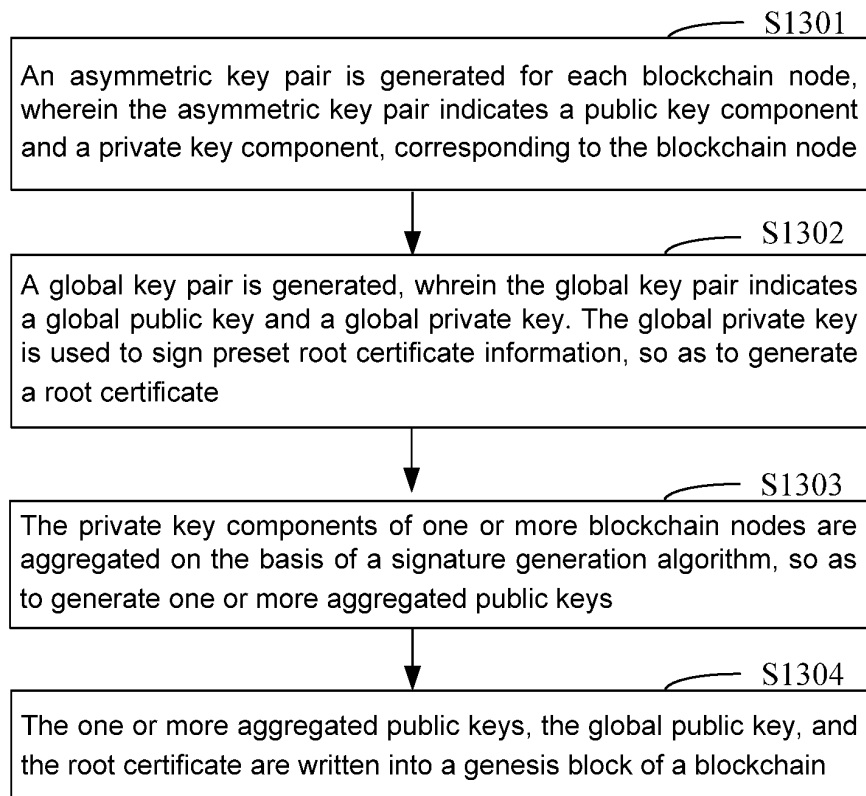 S1301
An asymmetric key pair is generated for each blockchain node,
wherein the asymmetric key pair indicates a public key component
and a private key component, corresponding to the blockchain node
S1302
A global key pair is generated, whrein the global key pair indicates
a global public key and a global private key. The global private key
is used to sign preset root certificate information, so as to generate
a root certificate
S1303
The private key components of one or more blockchain nodes are
aggregated on the basis of a signature generation algorithm, so as
to generate one or more aggregated public keys
S1304
The one or more aggregated public keys, the global public key, and
the root certificate are written into a genesis block of a blockchain